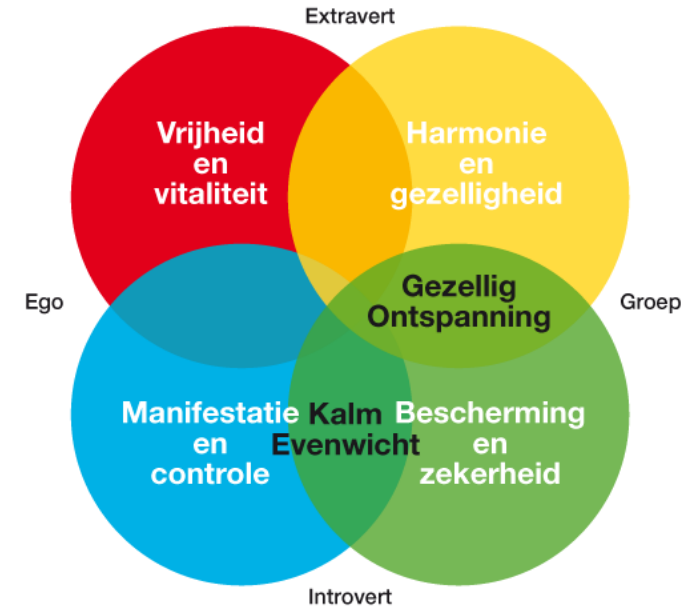 Extravert
Vrijheid
en
vitaliteit
Harmonie
en
gezelligheid
Ego
Gezellig
Ontspanning
Groep
Manifestatie
en
controle
Kalm
Evenwicht
Bescherming
en
zekerheid
Introvert